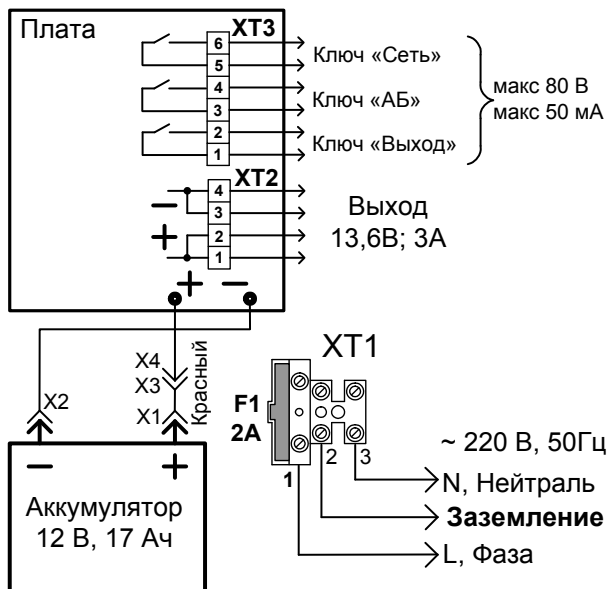 Плата
XT3
6
5
4
3
2
1
Ключ «Сеть»
Ключ «АБ»
Ключ «Выход»
макс 80 В
макс 50 мА
XT2
4
3
2
1
−
+
Выход
13,6В; 3А
+ −
X4
X3
X1
Красный
X2
− +
Аккумулятор
12 В, 17 Ач
XT1
F1
2А
1
2
3
~ 220 В, 50Гц
N, Нейтраль
Заземление
L, Фаза